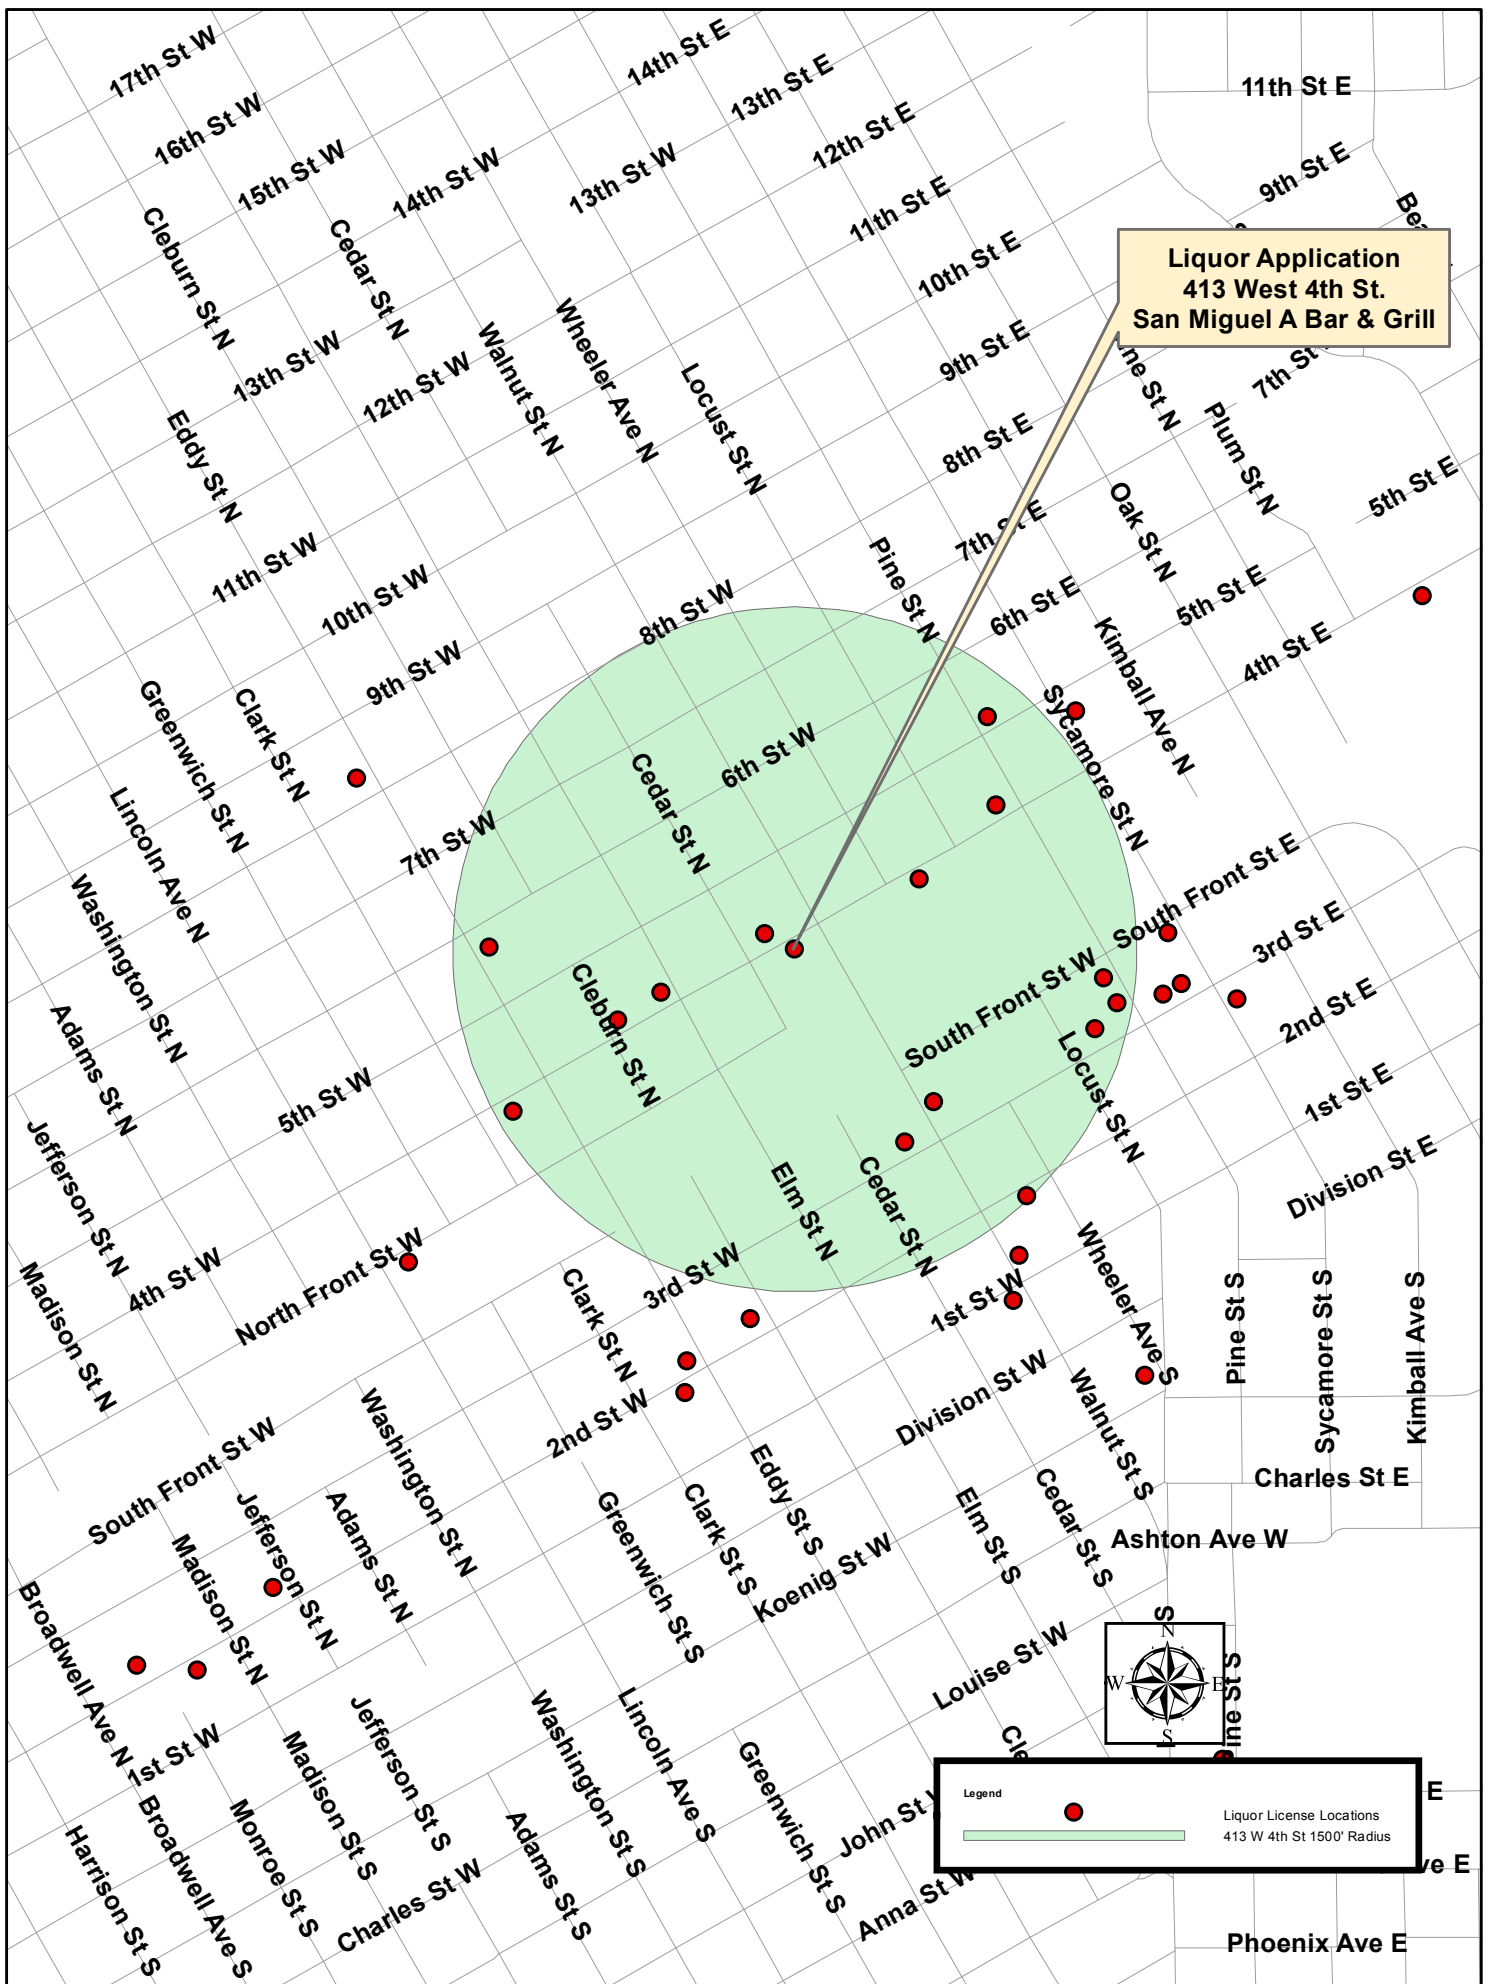 17th St W
14th St E
13th St E
11th St E
16th St W
12th St E
15th St W
14th St W
13th St W
9th St E
11th St E
Cleburn St N
Cedar St N
10th St E
Liquor Application
413 West 4th St.
San Miguel A Bar & Grill
13th St W
12th St W
Walnut St N
Wheeler Ave N
Locust St N
9th St E
7th St
Eddy St N
8th St E
Plum St N
5th St E
11th St W
7th St E
Oak St N
10th St W
8th St W
Pine St N
6th St E
5th St E
4th St E
9th St W
Kimball Ave N
Greenwich St N
Clark St N
Sycamore St N
6th St W
Cedar St N
Lincoln Ave N
7th St W
South Front St E
Washington St N
3rd St E
Cleburn St N
South Front St W
2nd St E
Adams St N
5th St W
Locust St N
1st St E
Jefferson St N
Elm St N
Cedar St N
Division St E
4th St W
North Front St W
3rd St W
1st St W
Wheeler Ave S
Madison St N
Clark St N
Pine St S
Sycamore St S
Kimball Ave S
2nd St W
Division St W
Walnut St S
South Front St W
Washington St N
Eddy St S
Charles St E
Jefferson St N
Adams St N
Greenwich St S
Clark St S
Elm St S
Cedar St S
Ashton Ave W
Madison St N
Koenig St W
Broadwell Ave N
Louise St W
S
N
W
E
S
ine St S
1st St W
Madison St S
Jefferson St S
Washington St S
Lincoln Ave S
Greenwich St S
Cle
Legend
Liquor License Locations
413 W 4th St 1500' Radius
E
John St W
Harrison St S
Broadwell Ave S
Monroe St S
Adams St S
Charles St W
Anna St W
ve E
Phoenix Ave E